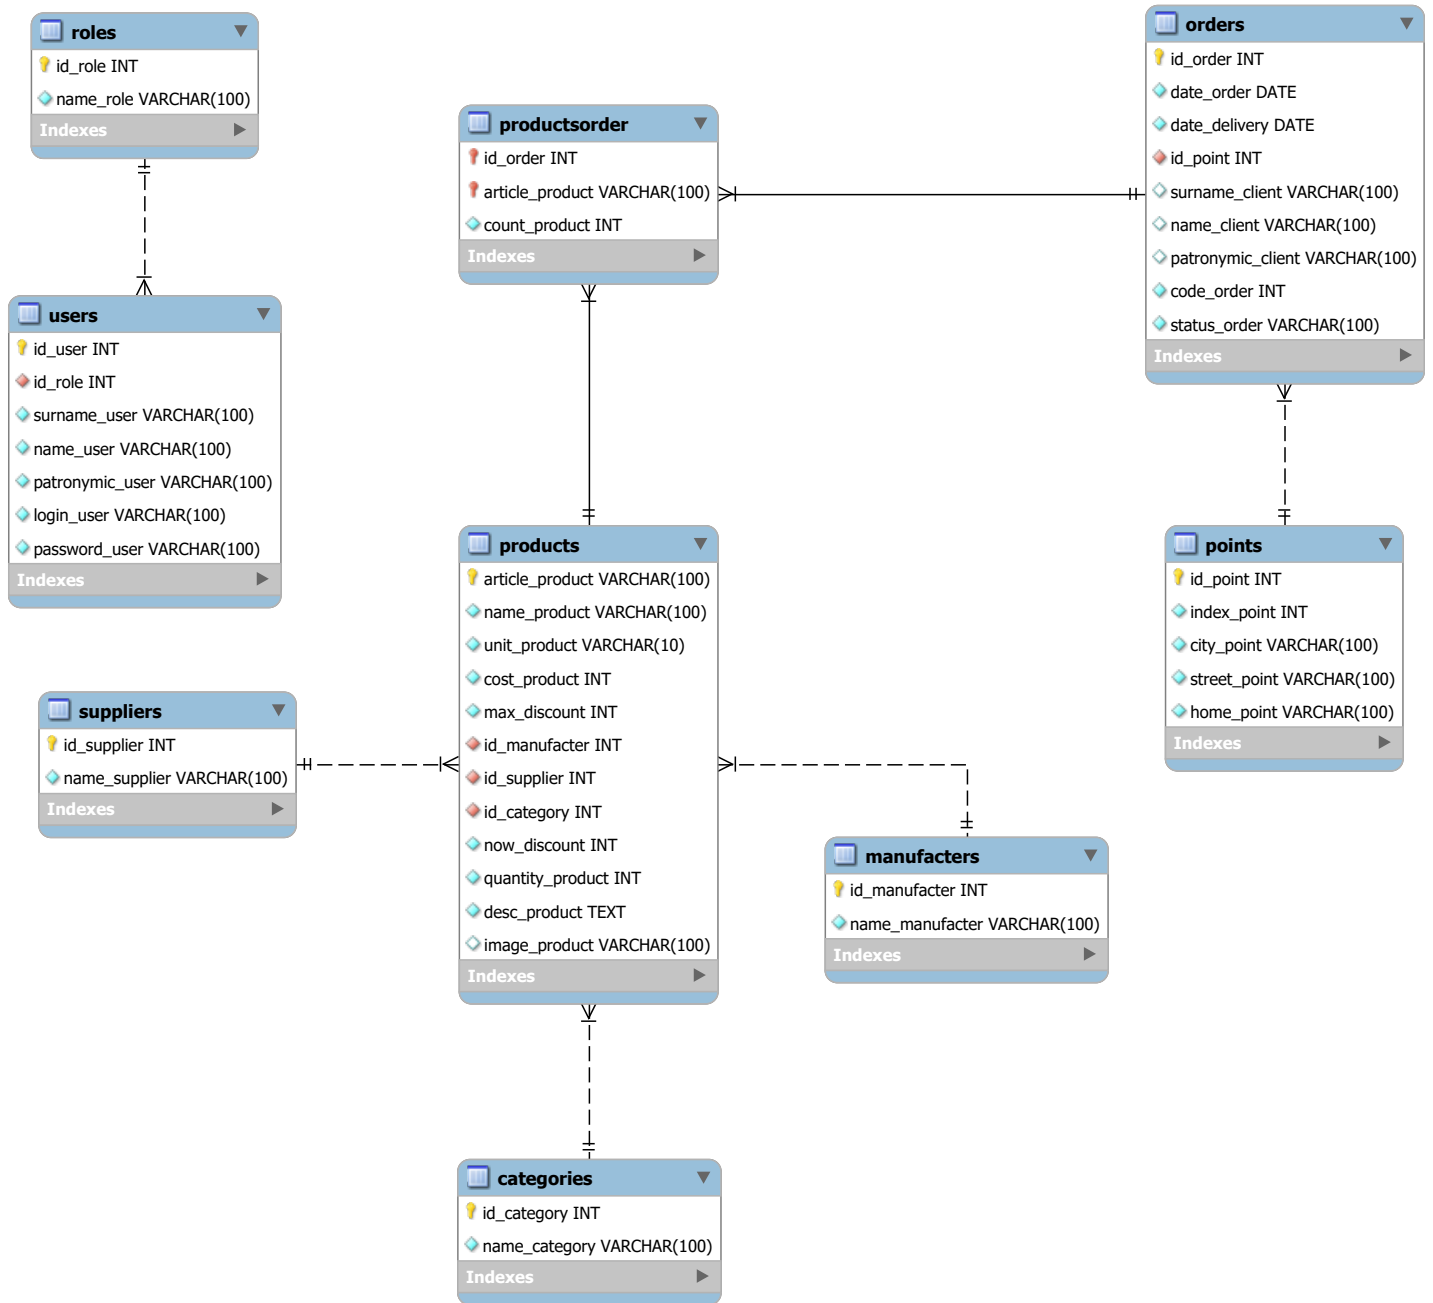 roles
id_role INT
name_role VARCHAR(100)
Indexes
users
id_user INT
id_role INT
surname_user VARCHAR(100)
name_user VARCHAR(100)
patronymic_user VARCHAR(100)
login_user VARCHAR(100)
password_user VARCHAR(100)
Indexes
suppliers
id_supplier INT
name_supplier VARCHAR(100)
Indexes
productsorder
id_order INT
article_product VARCHAR(100)
count_product INT
Indexes
products
article_product VARCHAR(100)
name_product VARCHAR(100)
unit_product VARCHAR(10)
cost_product INT
max_discount INT
id_manufacter INT
id_supplier INT
id_category INT
now_discount INT
quantity_product INT
desc_product TEXT
image_product VARCHAR(100)
Indexes
categories
id_category INT
name_category VARCHAR(100)
Indexes
orders
id_order INT
date_order DATE
date_delivery DATE
id_point INT
surname_client VARCHAR(100)
name_client VARCHAR(100)
patronymic_client VARCHAR(100)
code_order INT
status_order VARCHAR(100)
Indexes
points
id_point INT
index_point INT
city_point VARCHAR(100)
street_point VARCHAR(100)
home_point VARCHAR(100)
Indexes
manufacters
id_manufacter INT
name_manufacter VARCHAR(100)
Indexes